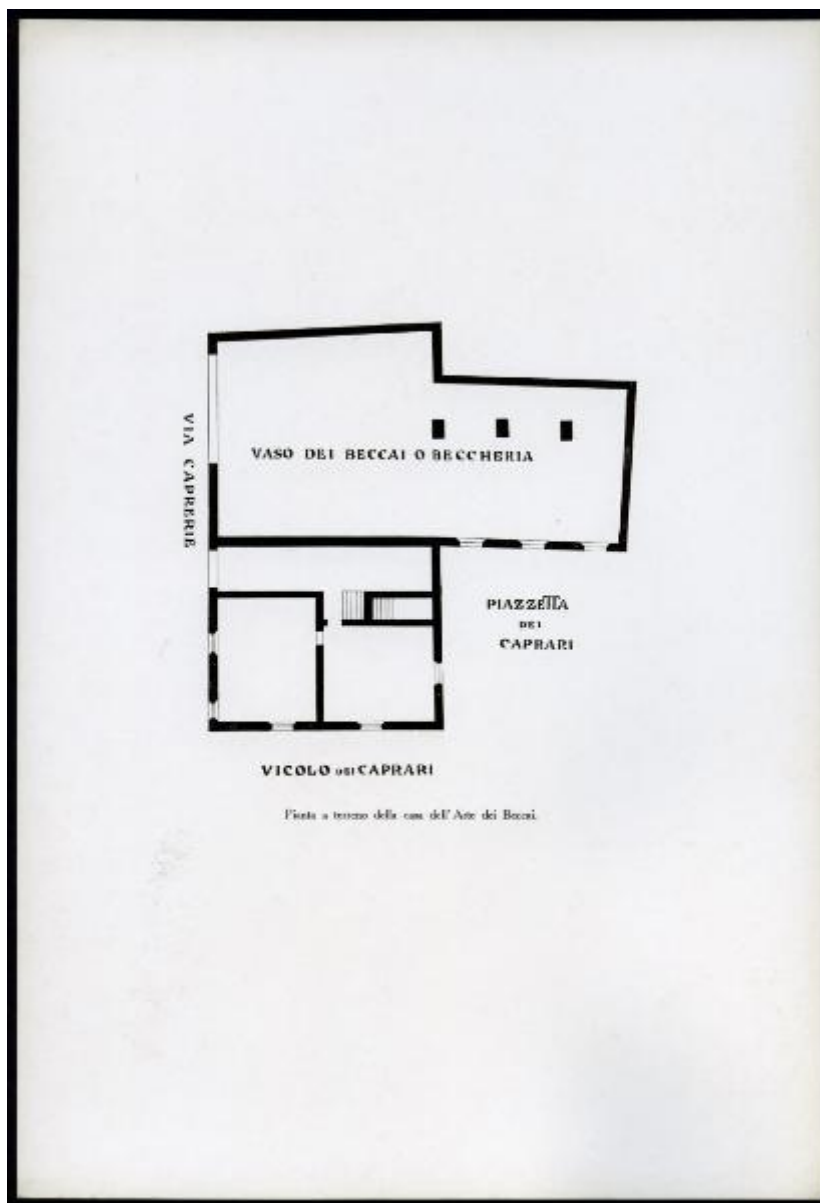 VIA CAPRERIE
VASO DEI BECCAI O BECCHERIA
PIAZZETTA
DEI
CAPRARI
VICOLO DEI CAPRARI
Pianta a terreno della casa dell'Arte dei Beccai.